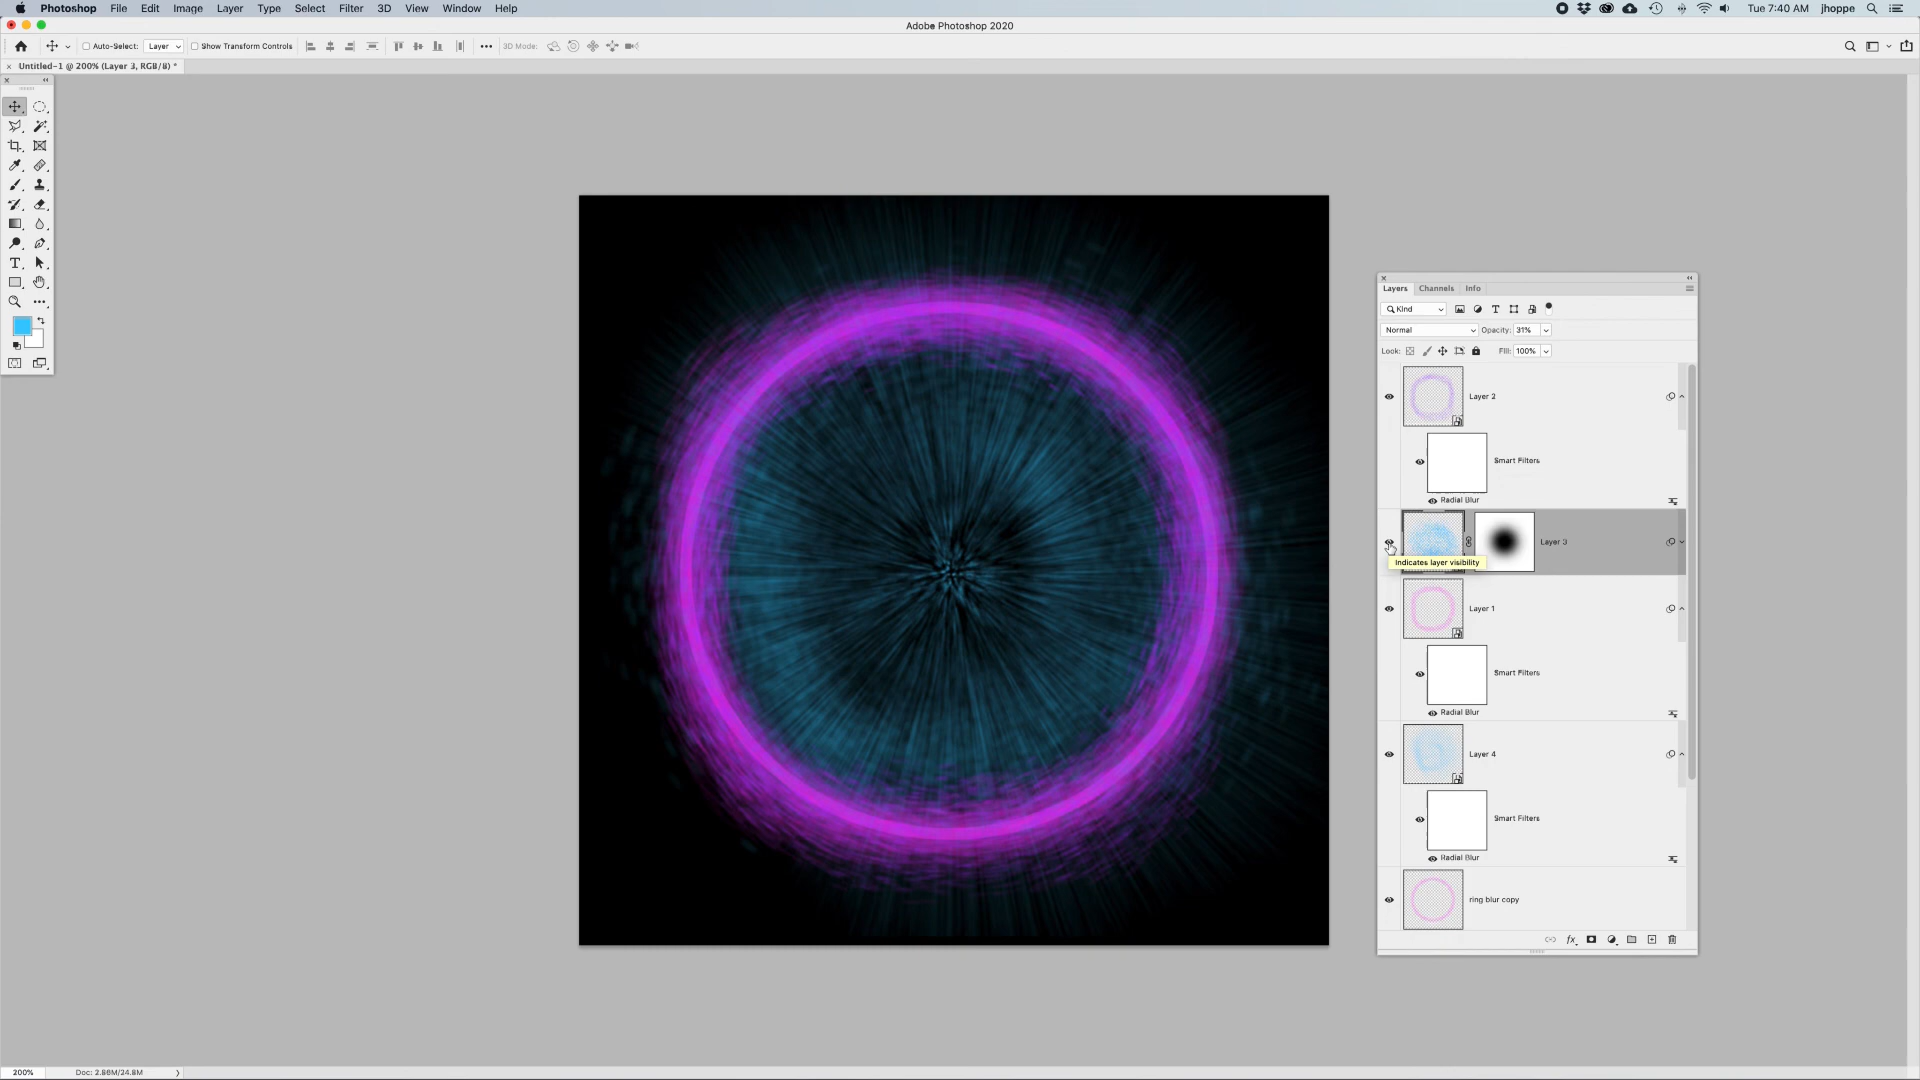 Photoshop File Edit Image Layer Type Select Filter 3D View Window Help Tue 7:40 AM jhoppe
Adobe Photoshop 2020
Auto-Select: Layer Show Transform Controls 3D Mode:
Untitled-1 @ 200% (Layer 3, RGB/8) *
Layers Channels Info
Kind
Normal Opacity: 31%
Lock: Fill: 100%
Layer 2
Smart Filters
Radial Blur
Layer 3
Indicates layer visibility
Layer 1
Smart Filters
Radial Blur
Layer 4
Smart Filters
Radial Blur
ring blur copy
fx
200% Doc: 2.86M/24.8M